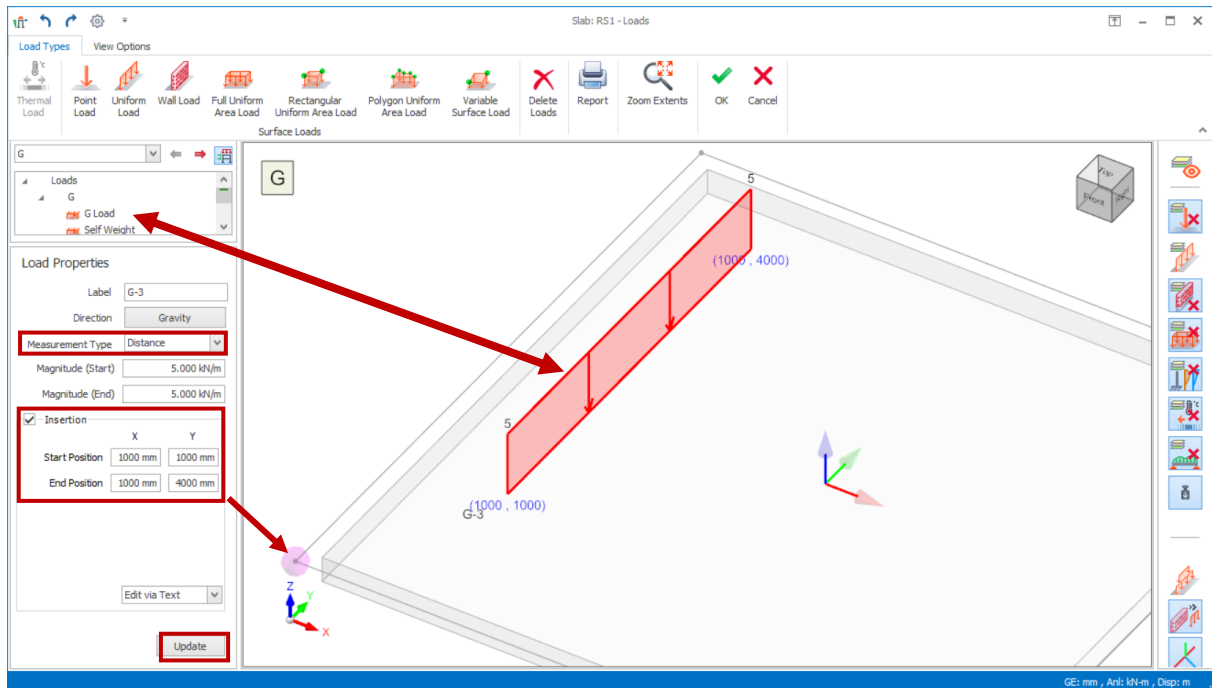 Slab: RS1 - Loads
Load Types View Options
Thermal Load
Point Load
Uniform Load
Wall Load
Full Uniform Area Load
Rectangular Uniform Area Load
Polygon Uniform Area Load
Variable Surface Load
Delete Loads
Report
Zoom Extents
OK
Cancel
Surface Loads
G
Loads
G
G Load
Self Weight
Load Properties
Label G-3
Direction Gravity
Measurement Type Distance
Magnitude (Start) 5.000 kN/m
Magnitude (End) 5.000 kN/m
Insertion
X Y
Start Position 1000 mm 1000 mm
End Position 1000 mm 4000 mm
Edit via Text
Update
G
5
(1000 , 4000)
5
(1000 , 1000)
G-3
Z
Y
X
Top
Front
GE: mm , Anl: kN-m , Disp: m